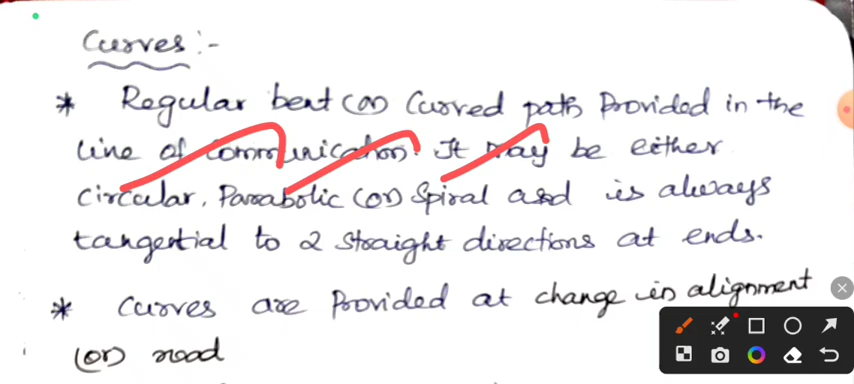 Curves :-
* Regular bent (or) Curved path Provided in the
line of Communication. It may be either
circular, Parabolic (or) Spiral and is always
tangential to 2 straight directions at ends.
* Curves are Provided at change in alignment
(or) road